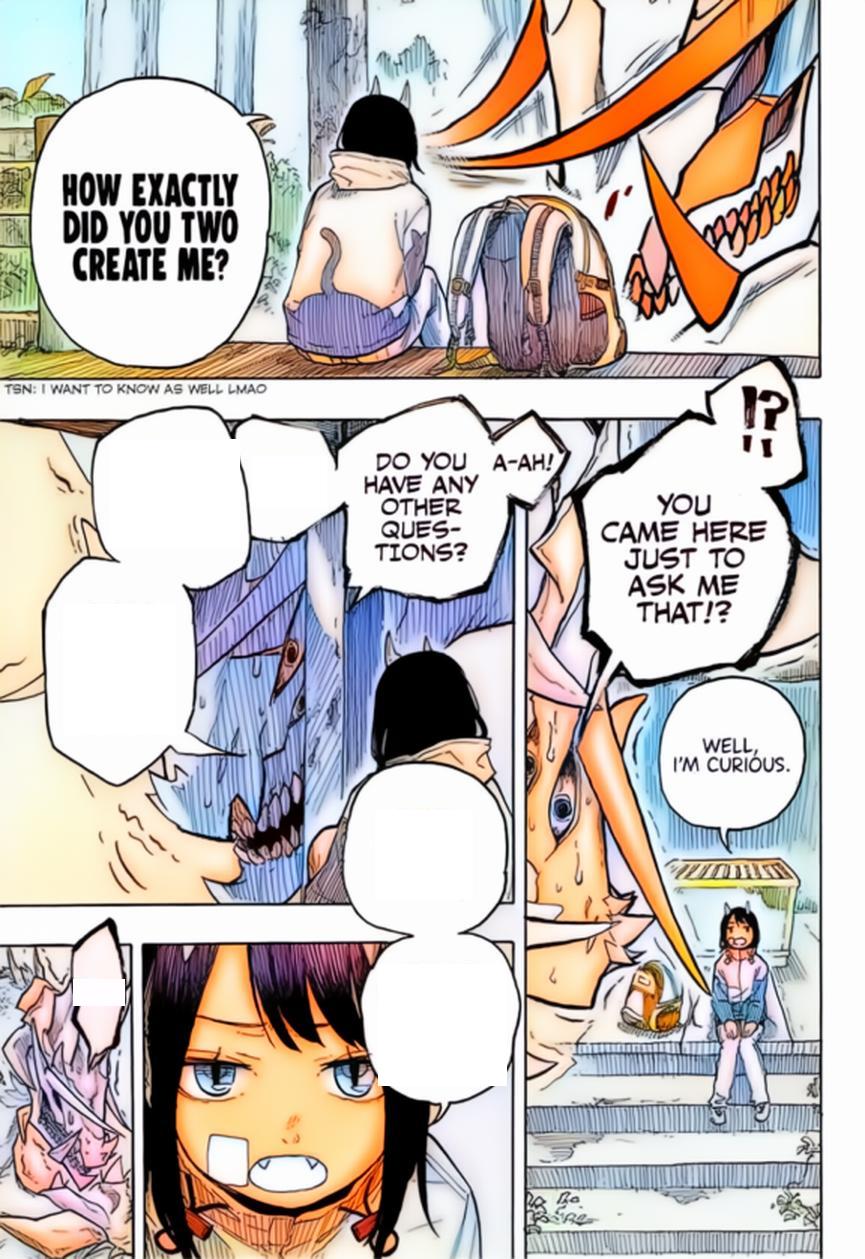 HOW EXACTLY
DID YOU TWO
CREATE ME?
TSN: I WANT TO KNOW AS WELL LMAO
!?
YOU
CAME HERE
JUST TO
ASK ME
THAT!?
WELL,
I'M CURIOUS.
A-AH!
DO YOU
HAVE ANY
OTHER
QUES-
TIONS?